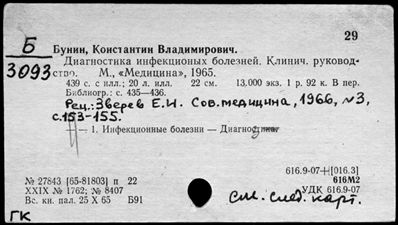 29
Б
3093
Бунин, Константин Владимирович.
Диагностика инфекционых болезней. Клинич. руковод-
ство. М., «Медицина», 1965.
439 с. с илл.; 20 л. илл. 22 см. 13,000 экз. 1 р. 92 к. В пер.
Библиогр.: с. 435—436.
Рец.: Зверев Е.И. Сов. медицина, 1966, №3,
с. 153-155.
— 1. Инфекционные болезни — Диагностика.
616.9-07+[016.3]
№ 27843 [65-81803] п 22
616М2
XXIX № 1762; № 8407
УДК 616.9-07
Вс. кн. пал. 25 X 65 Б91
см. след. карт.
ГК